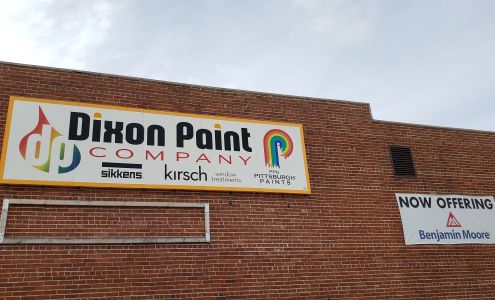 dp
Dixon Paint
COMPANY
sikkens
kirsch window treatments
PPG
PITTSBURGH
PAINTS
NOW OFFERING
Benjamin Moore